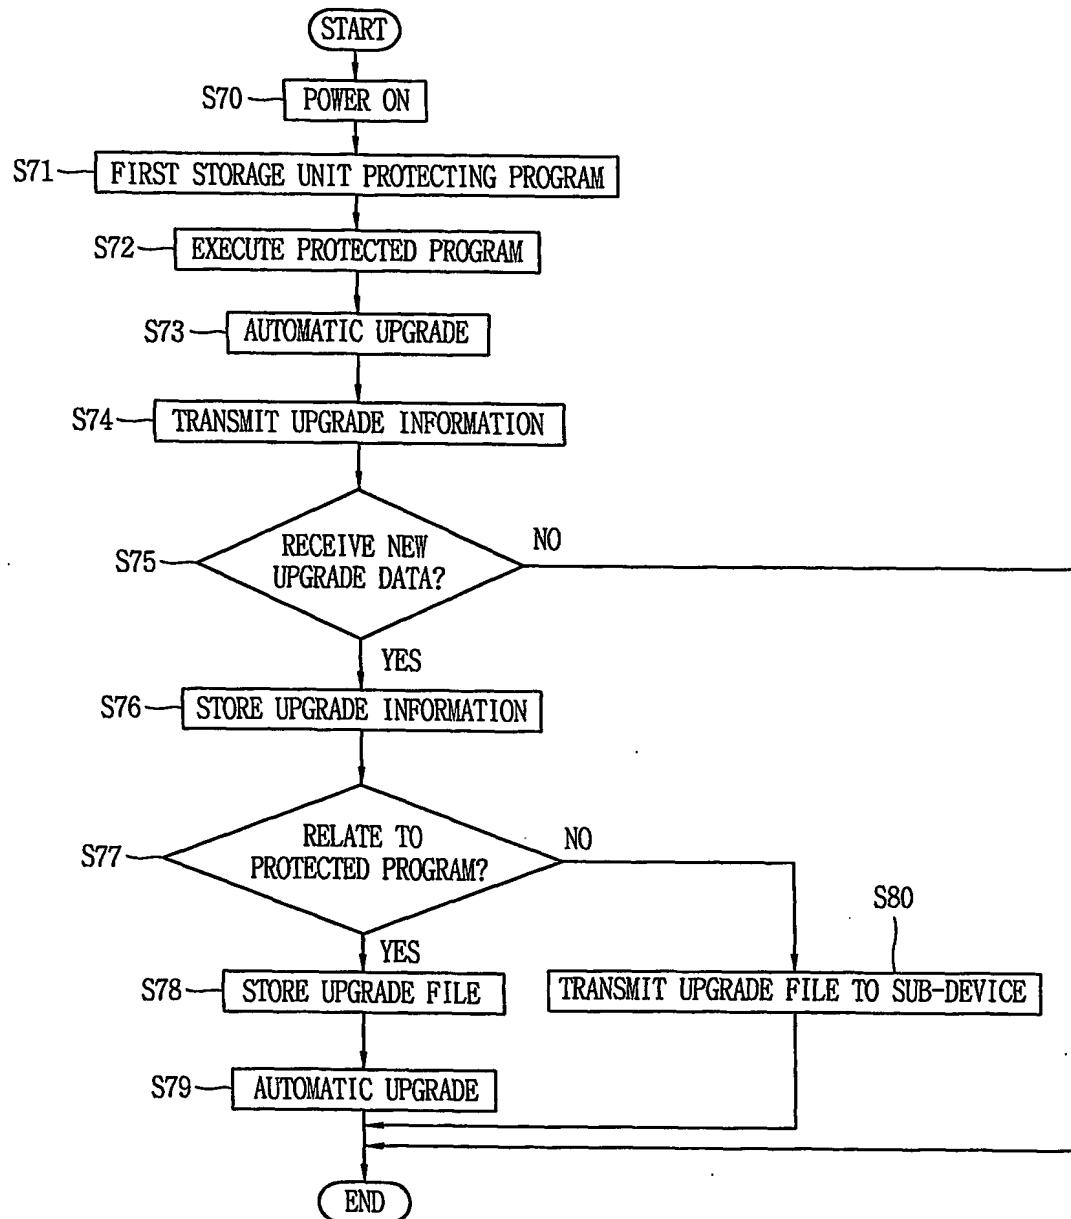 START
S70
POWER ON
S71
FIRST STORAGE UNIT PROTECTING PROGRAM
S72
EXECUTE PROTECTED PROGRAM
S73
AUTOMATIC UPGRADE
S74
TRANSMIT UPGRADE INFORMATION
S75
RECEIVE NEW
UPGRADE DATA?
NO
YES
S76
STORE UPGRADE INFORMATION
S77
RELATE TO
PROTECTED PROGRAM?
NO
YES
S80
S78
STORE UPGRADE FILE
TRANSMIT UPGRADE FILE TO SUB-DEVICE
S79
AUTOMATIC UPGRADE
END